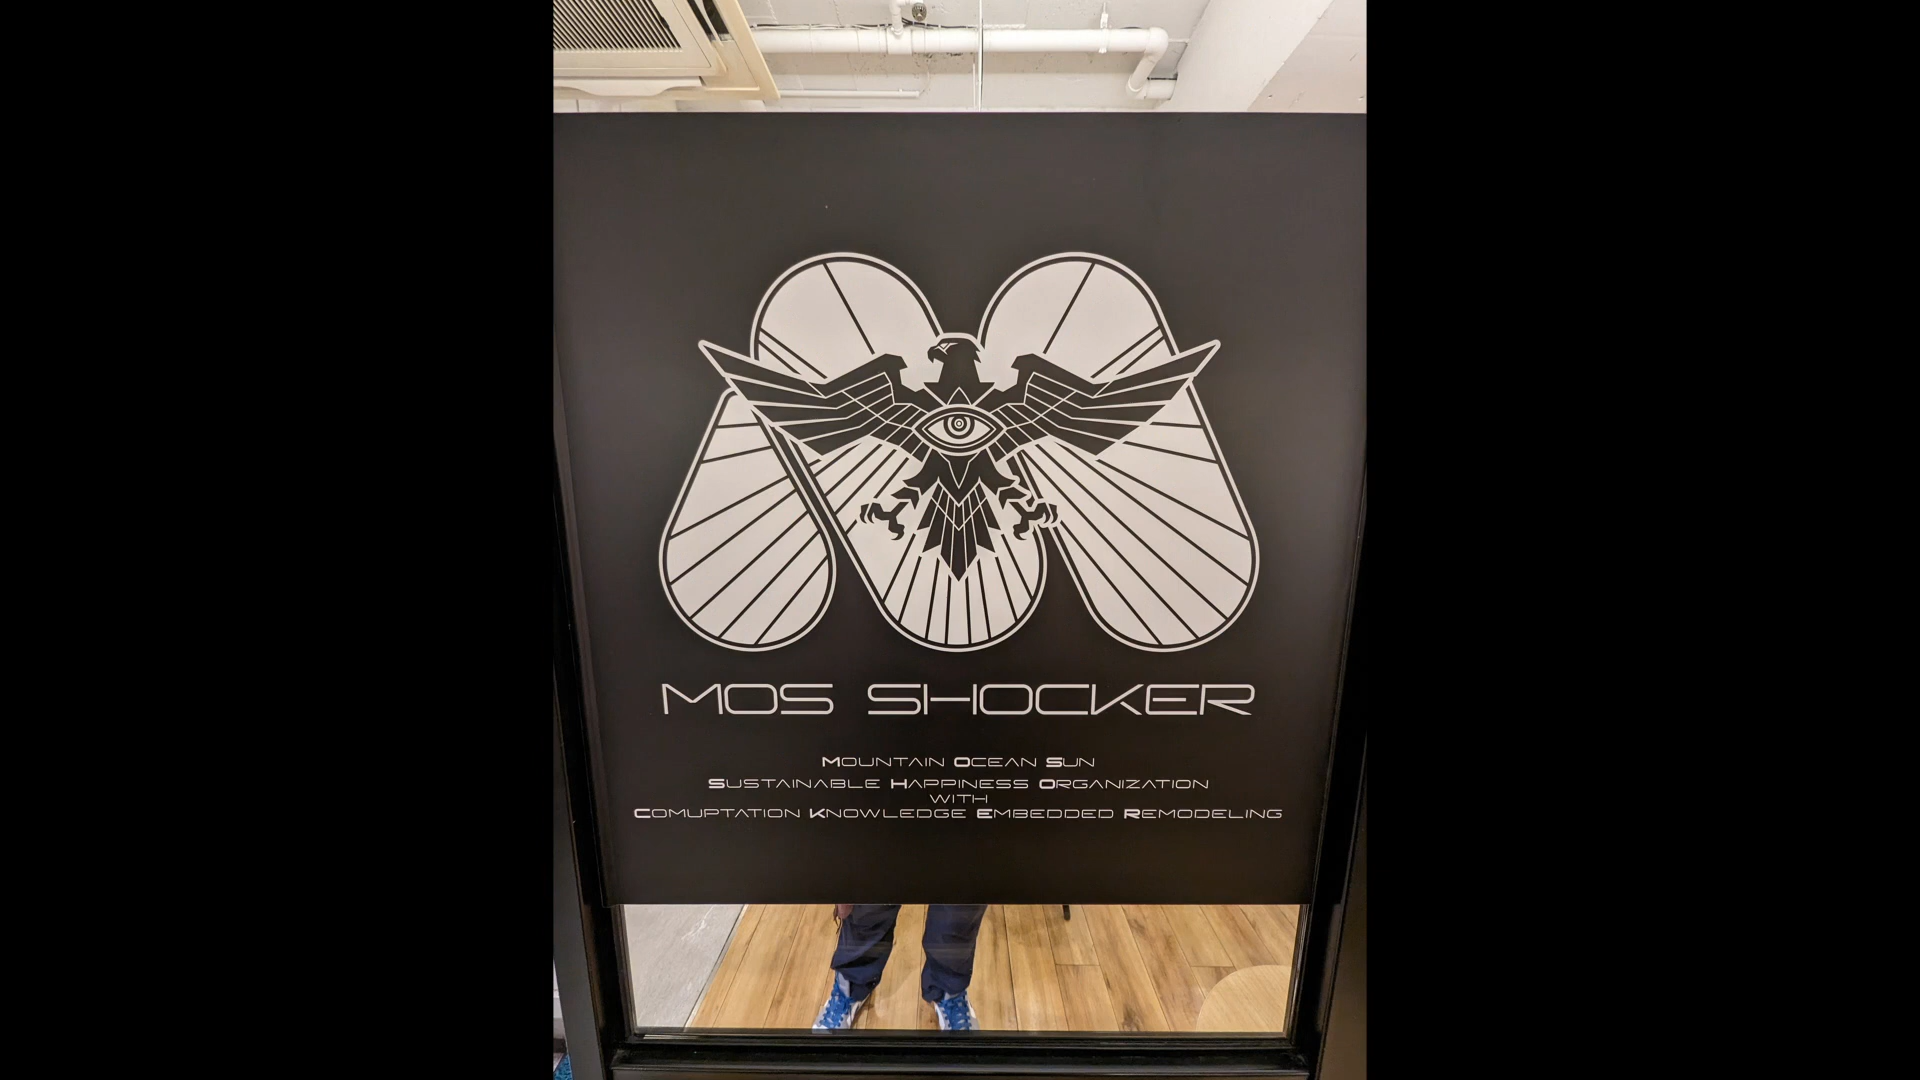 MOS SHOCKER
MOUNTAIN OCEAN SUN
SUSTAINABLE HAPPINESS ORGANIZATION
WITH
COMUPTATION KNOWLEDGE EMBEDDED REMODELING